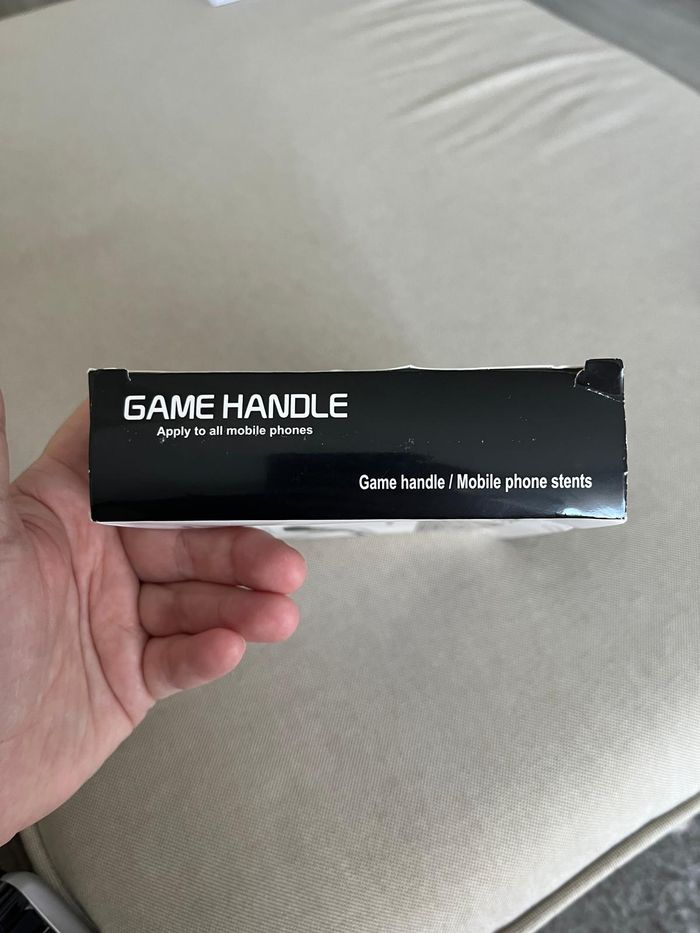 GAME HANDLE
Apply to all mobile phones
Game handle / Mobile phone stents